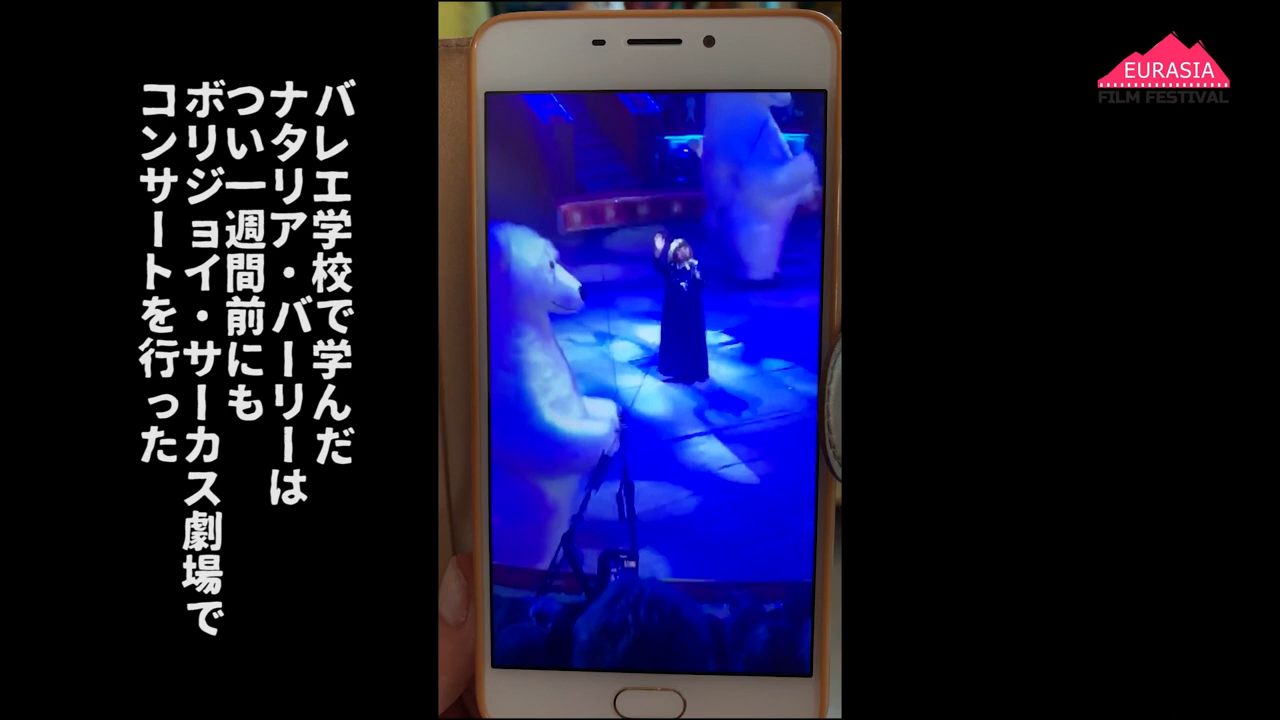 バレエ学校で学んだ
ナタリア・バーリーは
つい一週間前にも
ボリジョイ・サーカス劇場で
コンサートを行った
EURASIA
FILM FESTIVAL